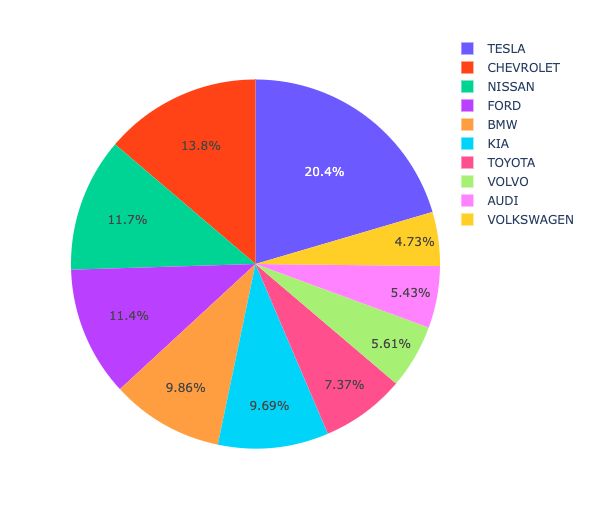 TESLA
CHEVROLET
NISSAN
FORD
BMW
KIA
TOYOTA
VOLVO
AUDI
VOLKSWAGEN
13.8%
20.4%
11.7%
4.73%
5.43%
11.4%
5.61%
9.86%
7.37%
9.69%